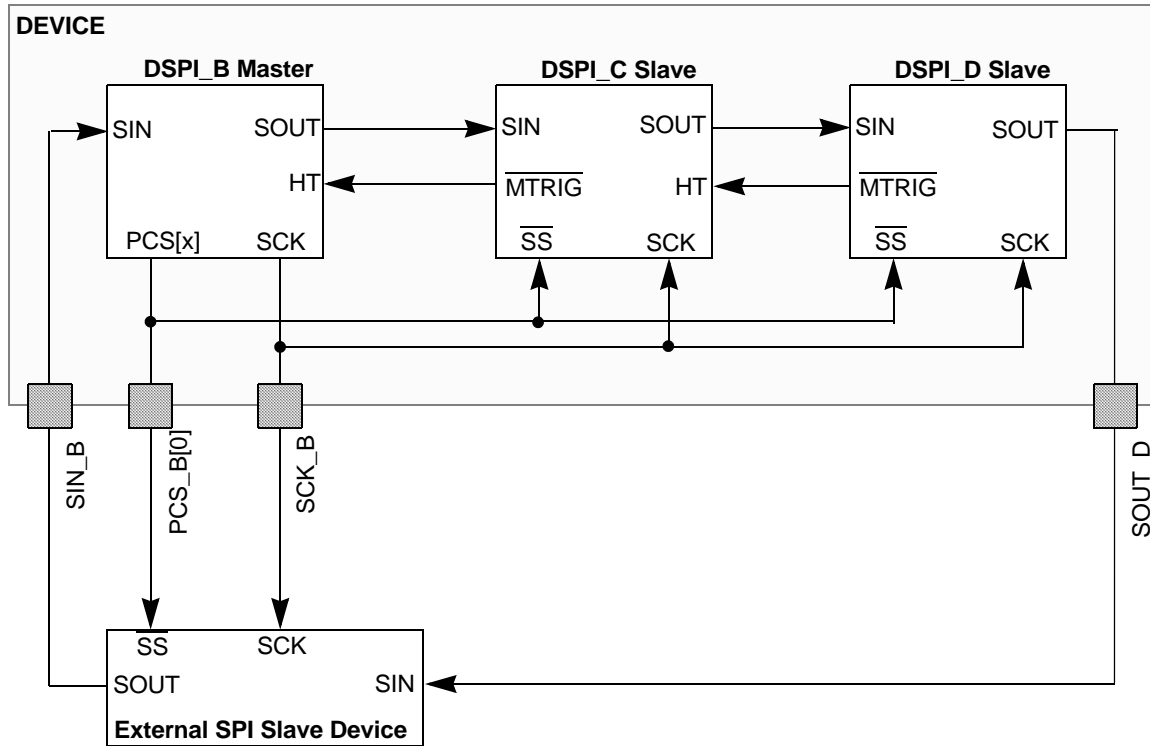 DEVICE
DSPI_B Master
DSPI_C Slave
DSPI_D Slave
SIN
SOUT
HT
PCS[x]
SCK
SIN
SOUT
MTRIG
HT
SS
SCK
SIN
SOUT
MTRIG
SS
SCK
SIN_B
PCS_B[0]
SCK_B
SOUT_D
SS
SCK
SOUT
SIN
External SPI Slave Device